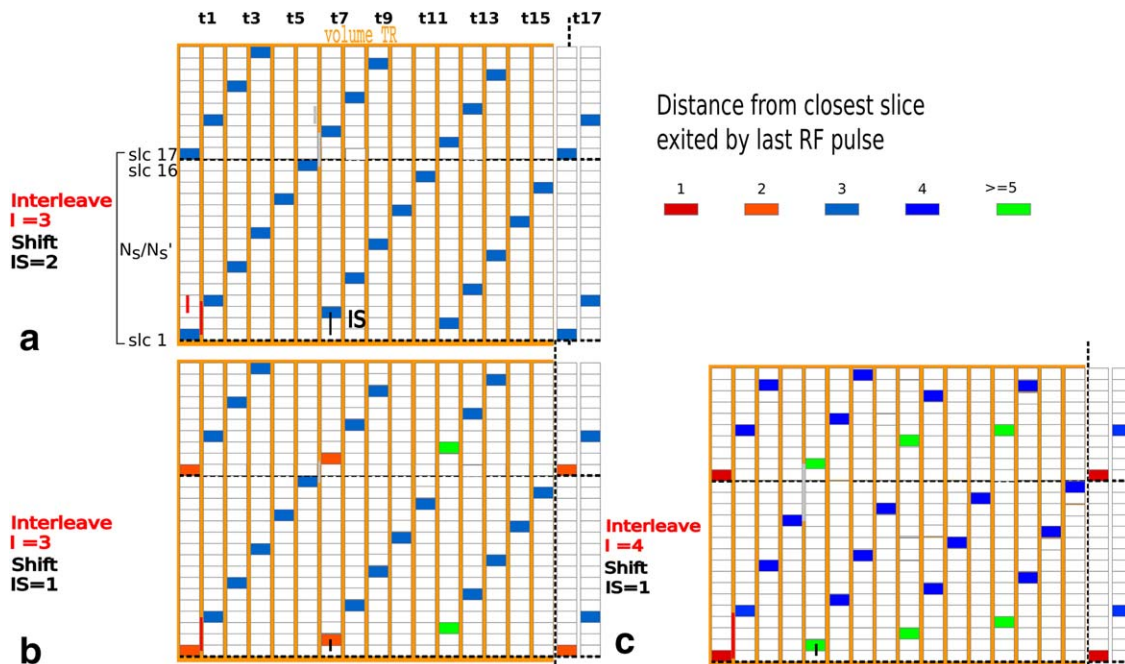 t1 t3 t5 t7 t9 t11 t13 t15 t17
volume TR
Distance from closest slice
exited by last RF pulse
1 2 3 4 >=5
slc 17
slc 16
Interleave
I =3
Shift
IS=2
Ns/Ns'
I
IS
slc 1
a
Interleave
I =3
Shift
IS=1
b
Interleave
I =4
Shift
IS=1
c